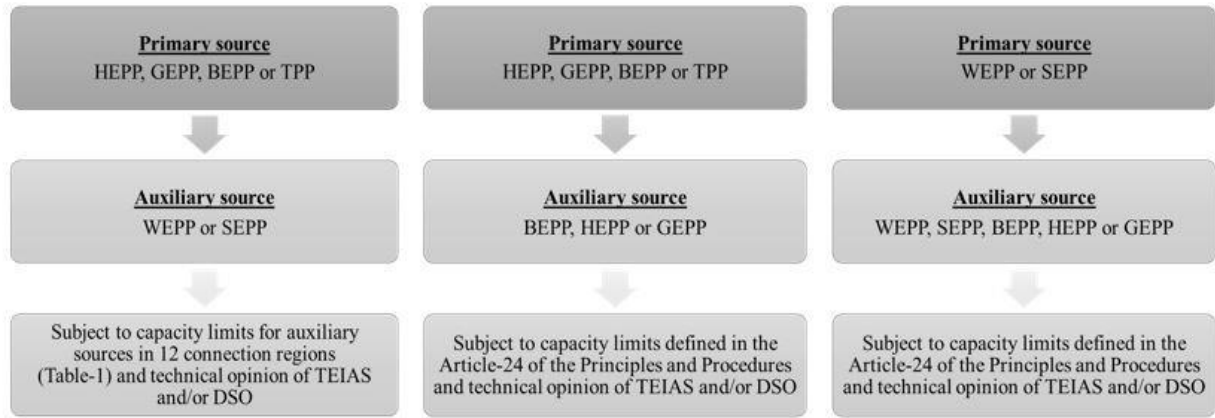 Primary source
HEPP, GEPP, BEPP or TPP
Auxiliary source
WEPP or SEPP
Subject to capacity limits for auxiliary
sources in 12 connection regions
(Table-1) and technical opinion of TEIAS
and/or DSO
Primary source
HEPP, GEPP, BEPP or TPP
Auxiliary source
BEPP, HEPP or GEPP
Subject to capacity limits defined in the
Article-24 of the Principles and Procedures
and technical opinion of TEIAS and/or DSO
Primary source
WEPP or SEPP
Auxiliary source
WEPP, SEPP, BEPP, HEPP or GEPP
Subject to capacity limits defined in the
Article-24 of the Principles and Procedures
and technical opinion of TEIAS and/or DSO